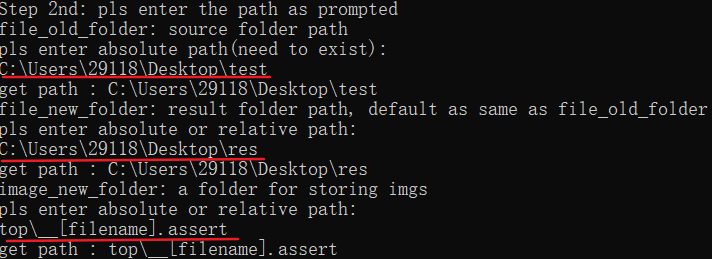 Step 2nd: pls enter the path as prompted
file_old_folder: source folder path
pls enter absolute path(need to exist):
C:\Users\29118\Desktop\test
get path : C:\Users\29118\Desktop\test
file_new_folder: result folder path, default as same as file_old_folder
pls enter absolute or relative path:
C:\Users\29118\Desktop\res
get path : C:\Users\29118\Desktop\res
image_new_folder: a folder for storing imgs
pls enter absolute or relative path:
top\__[filename].assert
get path : top\__[filename].assert